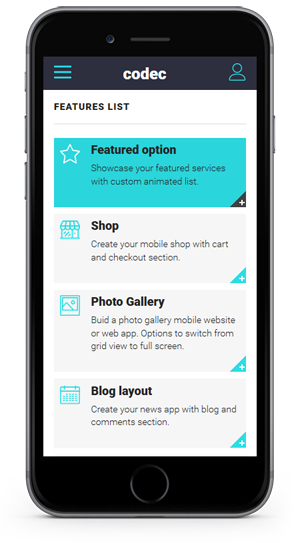 codec
FEATURES LIST
Featured option
Showcase your featured services
with custom animated list.
+
Shop
Create your mobile shop with cart
and checkout section.
+
Photo Gallery
Buid a photo gallery mobile website
or web app. Options to switch from
grid view to full screen.
+
Blog layout
Create your news app with blog and
comments section.
+